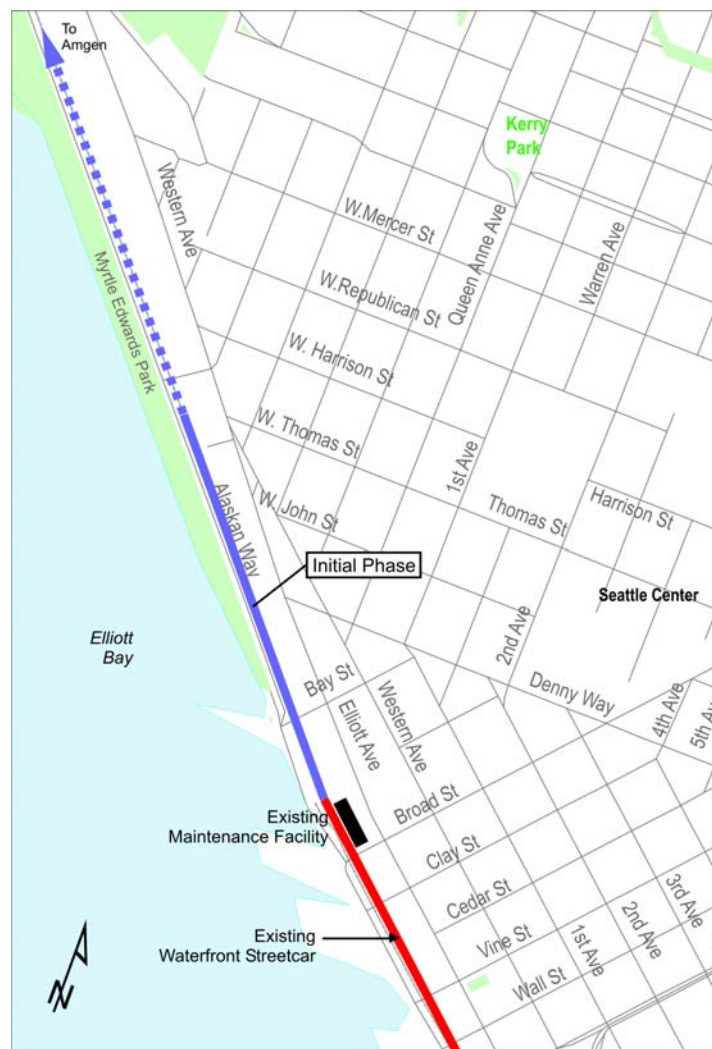 To
Amgen
Kerry
Park
Western Ave
W.Mercer St
Queen Anne Ave
Warren Ave
Myrtle Edwards Park
W.Republican St
W. Harrison St
W. Thomas St
1st Ave
Alaskan Way
W. John St
Thomas St
Harrison St
Initial Phase
Seattle Center
Elliott
Bay
2nd Ave
Bay St
Denny Way
4th Ave
5th Ave
Western Ave
Elliott Ave
Broad St
Existing
Maintenance Facility
Clay St
Cedar St
3rd Ave
Existing
Waterfront Streetcar
Vine St
1st Ave
2nd Ave
Wall St
N